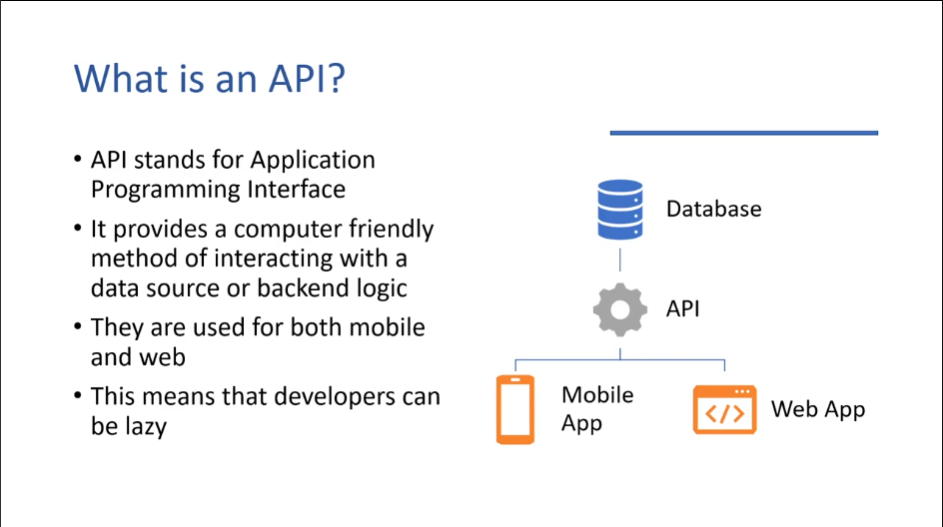 What is an API?
• API stands for Application
Programming Interface
• It provides a computer friendly
method of interacting with a
data source or backend logic
• They are used for both mobile
and web
• This means that developers can
be lazy
Database
API
Mobile
App
</>
Web App